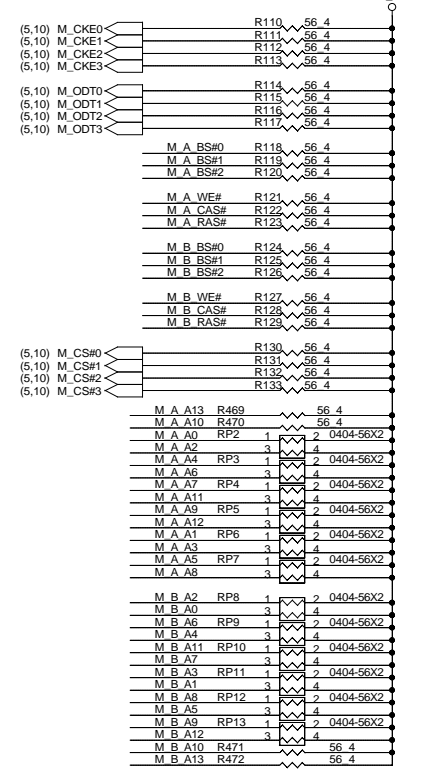 (5,10) M_CKE0 R110 56_4
(5,10) M_CKE1 R111 56_4
(5,10) M_CKE2 R112 56_4
(5,10) M_CKE3 R113 56_4
(5,10) M_ODT0 R114 56_4
(5,10) M_ODT1 R115 56_4
(5,10) M_ODT2 R116 56_4
(5,10) M_ODT3 R117 56_4
M_A_BS#0 R118 56_4
M_A_BS#1 R119 56_4
M_A_BS#2 R120 56_4
M_A_WE# R121 56_4
M_A_CAS# R122 56_4
M_A_RAS# R123 56_4
M_B_BS#0 R124 56_4
M_B_BS#1 R125 56_4
M_B_BS#2 R126 56_4
M_B_WE# R127 56_4
M_B_CAS# R128 56_4
M_B_RAS# R129 56_4
(5,10) M_CS#0 R130 56_4
(5,10) M_CS#1 R131 56_4
(5,10) M_CS#2 R132 56_4
(5,10) M_CS#3 R133 56_4
M_A_A13 R469 56_4
M_A_A10 R470 56_4
M_A_A0 RP2 1 2 0404-56X2
M_A_A2 3 4
M_A_A4 RP3 1 2 0404-56X2
M_A_A6 3 4
M_A_A7 RP4 1 2 0404-56X2
M_A_A11 3 4
M_A_A9 RP5 1 2 0404-56X2
M_A_A12 3 4
M_A_A1 RP6 1 2 0404-56X2
M_A_A3 3 4
M_A_A5 RP7 1 2 0404-56X2
M_A_A8 3 4
M_B_A2 RP8 1 2 0404-56X2
M_B_A0 3 4
M_B_A6 RP9 1 2 0404-56X2
M_B_A4 3 4
M_B_A11 RP10 1 2 0404-56X2
M_B_A7 3 4
M_B_A3 RP11 1 2 0404-56X2
M_B_A1 3 4
M_B_A8 RP12 1 2 0404-56X2
M_B_A5 3 4
M_B_A9 RP13 1 2 0404-56X2
M_B_A12 3 4
M_B_A10 R471 56_4
M_B_A13 R472 56_4